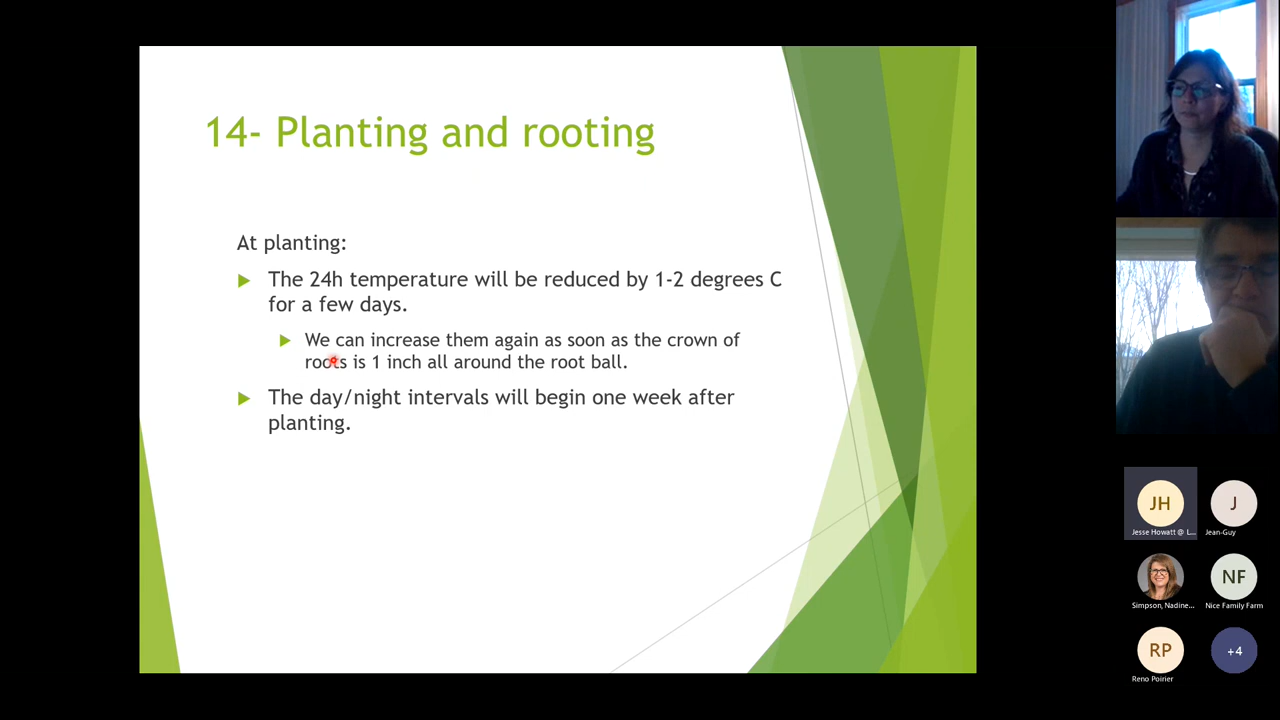 14- Planting and rooting
At planting:
The 24h temperature will be reduced by 1-2 degrees C
for a few days.
We can increase them again as soon as the crown of
roots is 1 inch all around the root ball.
The day/night intervals will begin one week after
planting.
JH
J
Jesse Howatt @ L...
Jean-Guy
NF
Simpson, Nadine...
Nice Family Farm
RP
+4
Reno Poirier